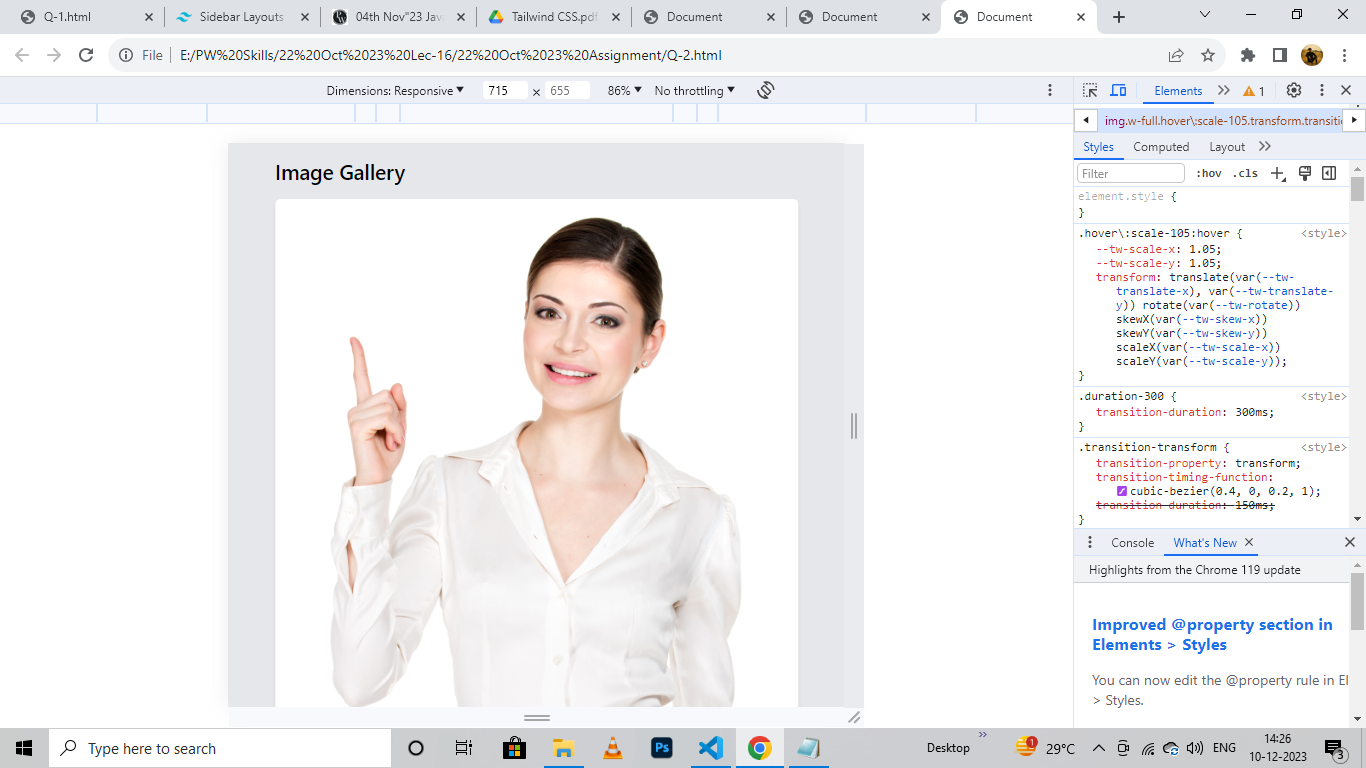 Q-1.html
Sidebar Layouts
04th Nov"23 Jav
Tailwind CSS.pdf
Document
Document
Document
File
E:/PW%20Skills/22%20Oct%2023%20Lec-16/22%20Oct%2023%20Assignment/Q-2.html
Dimensions: Responsive
715 × 655
86%
No throttling
Elements
1
img.w-full.hover\:scale-105.transform.transiti
Styles
Computed
Layout
Filter
:hov
.cls
element.style {
}
.hover\:scale-105:hover { <style>
--tw-scale-x: 1.05;
--tw-scale-y: 1.05;
transform: translate(var(--tw-
translate-x), var(--tw-translate-
y)) rotate(var(--tw-rotate))
skewX(var(--tw-skew-x))
skewY(var(--tw-skew-y))
scaleX(var(--tw-scale-x))
scaleY(var(--tw-scale-y));
}
.duration-300 { <style>
transition-duration: 300ms;
}
.transition-transform { <style>
transition-property: transform;
transition-timing-function:
cubic-bezier(0.4, 0, 0.2, 1);
transition-duration: 150ms;
}
Console
What's New
Highlights from the Chrome 119 update
Improved @property section in
Elements > Styles
You can now edit the @property rule in El
> Styles.
Image Gallery
Type here to search
Ps
Desktop
1
29°C
ENG
14:26
10-12-2023
3